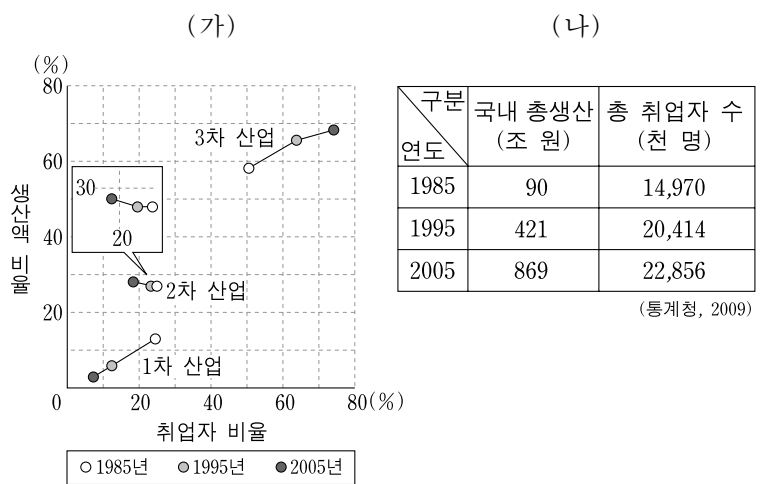 (가)
(%)
80
60
40
20
0
20
40
60
80(%)
생산액 비율
취업자 비율
3차 산업
30
20
2차 산업
1차 산업
1985년 1995년 2005년
(나)
구분
연도
국내 총생산 (조 원)
총 취업자 수 (천 명)
1985 90 14,970
1995 421 20,414
2005 869 22,856
(통계청, 2009)